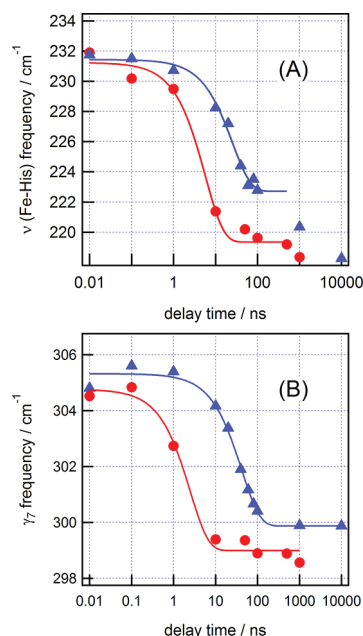 234
232
230
228
226
224
222
220
ν (Fe-His) frequency / cm⁻¹
(A)
0.01 0.1 1 10 100 1000 10000
delay time / ns
306
304
302
300
298
γ₇ frequency / cm⁻¹
(B)
0.01 0.1 1 10 100 1000 10000
delay time / ns